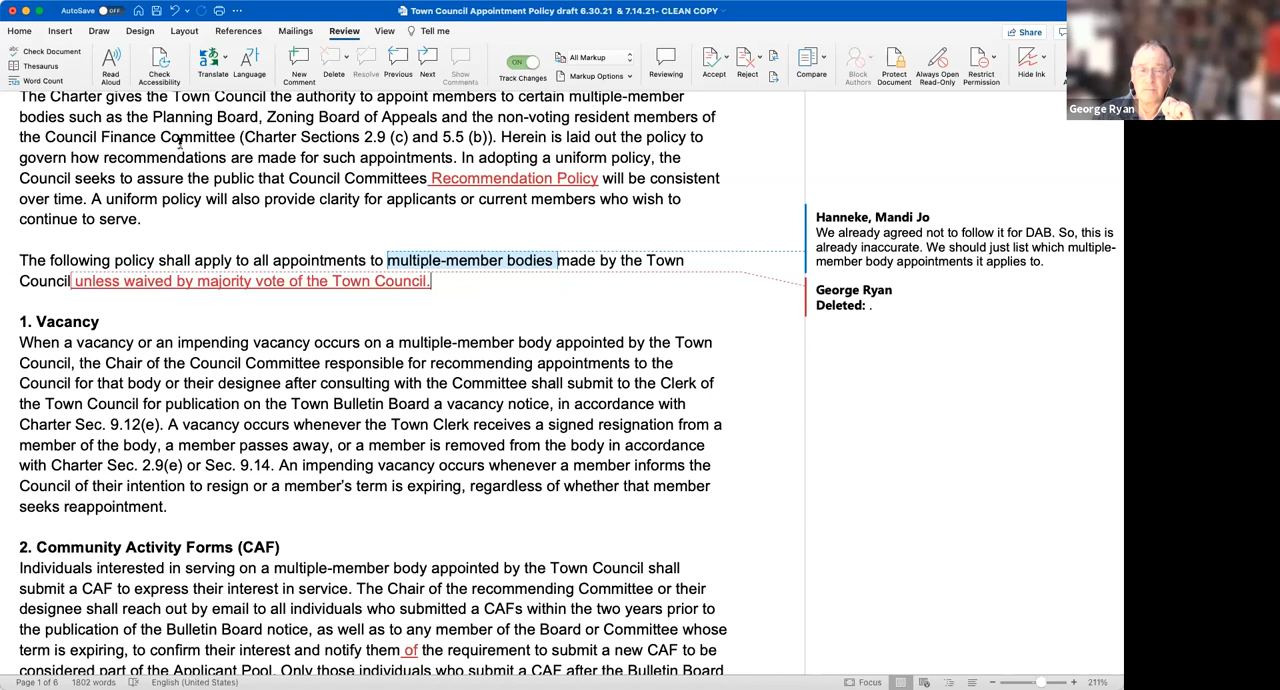 AutoSave OFF
Town Council Appointment Policy draft 6.30.21 & 7.14.21- CLEAN COPY
Home Insert Draw Design Layout References Mailings Review View Tell me
Share
Check Document
Thesaurus
Word Count
Read Aloud
Check Accessibility
Translate
Language
New Comment
Delete
Resolve
Previous
Next
Show Comments
ON
Track Changes
All Markup
Markup Options
Reviewing
Accept
Reject
Compare
Block Authors
Protect Document
Always Open Read-Only
Restrict Permission
Hide Ink
George Ryan
The Charter gives the Town Council the authority to appoint members to certain multiple-member
bodies such as the Planning Board, Zoning Board of Appeals and the non-voting resident members of
the Council Finance Committee (Charter Sections 2.9 (c) and 5.5 (b)). Herein is laid out the policy to
govern how recommendations are made for such appointments. In adopting a uniform policy, the
Council seeks to assure the public that Council Committees Recommendation Policy will be consistent
over time. A uniform policy will also provide clarity for applicants or current members who wish to
continue to serve.
The following policy shall apply to all appointments to multiple-member bodies made by the Town
Council unless waived by majority vote of the Town Council.
Hanneke, Mandi Jo
We already agreed not to follow it for DAB. So, this is
already inaccurate. We should just list which multiple-
member body appointments it applies to.
George Ryan
Deleted: .
1. Vacancy
When a vacancy or an impending vacancy occurs on a multiple-member body appointed by the Town
Council, the Chair of the Council Committee responsible for recommending appointments to the
Council for that body or their designee after consulting with the Committee shall submit to the Clerk of
the Town Council for publication on the Town Bulletin Board a vacancy notice, in accordance with
Charter Sec. 9.12(e). A vacancy occurs whenever the Town Clerk receives a signed resignation from a
member of the body, a member passes away, or a member is removed from the body in accordance
with Charter Sec. 2.9(e) or Sec. 9.14. An impending vacancy occurs whenever a member informs the
Council of their intention to resign or a member's term is expiring, regardless of whether that member
seeks reappointment.
2. Community Activity Forms (CAF)
Individuals interested in serving on a multiple-member body appointed by the Town Council shall
submit a CAF to express their interest in service. The Chair of the recommending Committee or their
designee shall reach out by email to all individuals who submitted a CAFs within the two years prior to
the publication of the Bulletin Board notice, as well as to any member of the Board or Committee whose
term is expiring, to confirm their interest and notify them of the requirement to submit a new CAF to be
considered part of the Applicant Pool. Only those individuals who submit a CAF after the Bulletin Board
Page 1 of 6 1802 words English (United States) Focus 211%